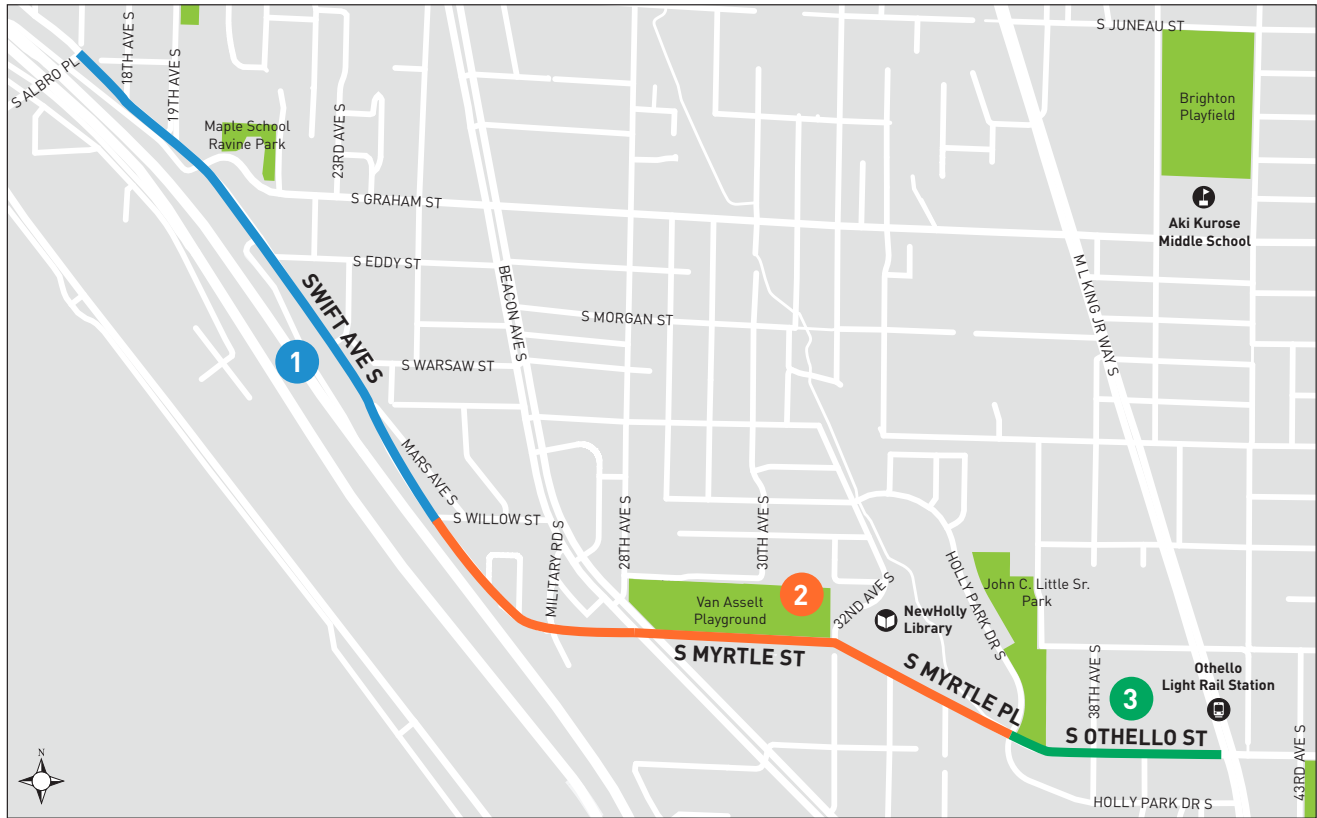 S JUNEAU ST
S ALBRO PL
18TH AVE S
19TH AVE S
Maple School
Ravine Park
23RD AVE S
Brighton
Playfield
S GRAHAM ST
Aki Kurose
Middle School
S EDDY ST
SWIFT AVE S
BEACON AVE S
M L KING JR WAY S
S MORGAN ST
1
S WARSAW ST
MARS AVE S
S WILLOW ST
MILITARY RD S
28TH AVE S
30TH AVE S
Van Asselt
Playground
2
32ND AVE S
NewHolly
Library
HOLLY PARK DR S
John C. Little Sr.
Park
S MYRTLE ST
S MYRTLE PL
38TH AVE S
3
Othello
Light Rail Station
S OTHELLO ST
43RD AVE S
HOLLY PARK DR S
N